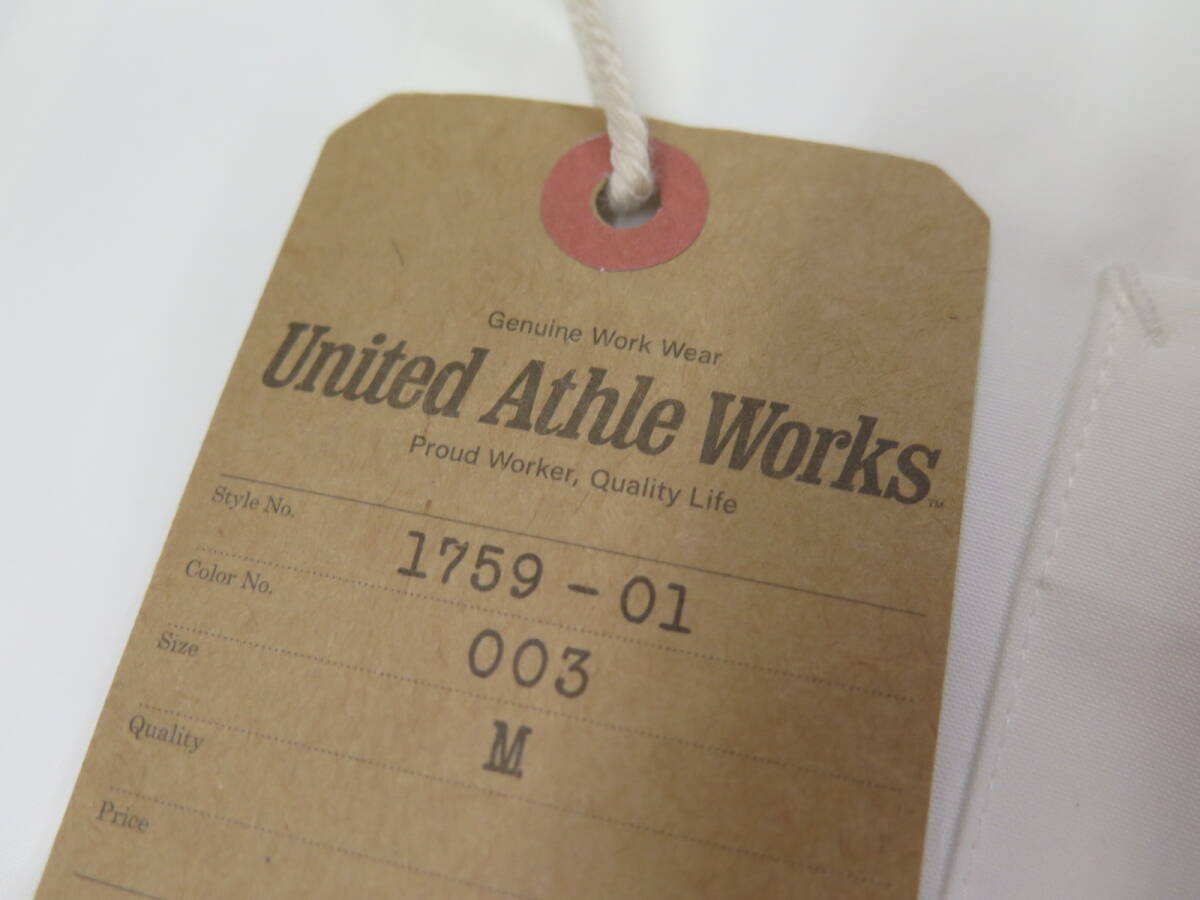 Genuine Work Wear
United Athle Works™
Proud Worker, Quality Life
Style No. 1759-01
Color No. 003
Size M
Quality
Price